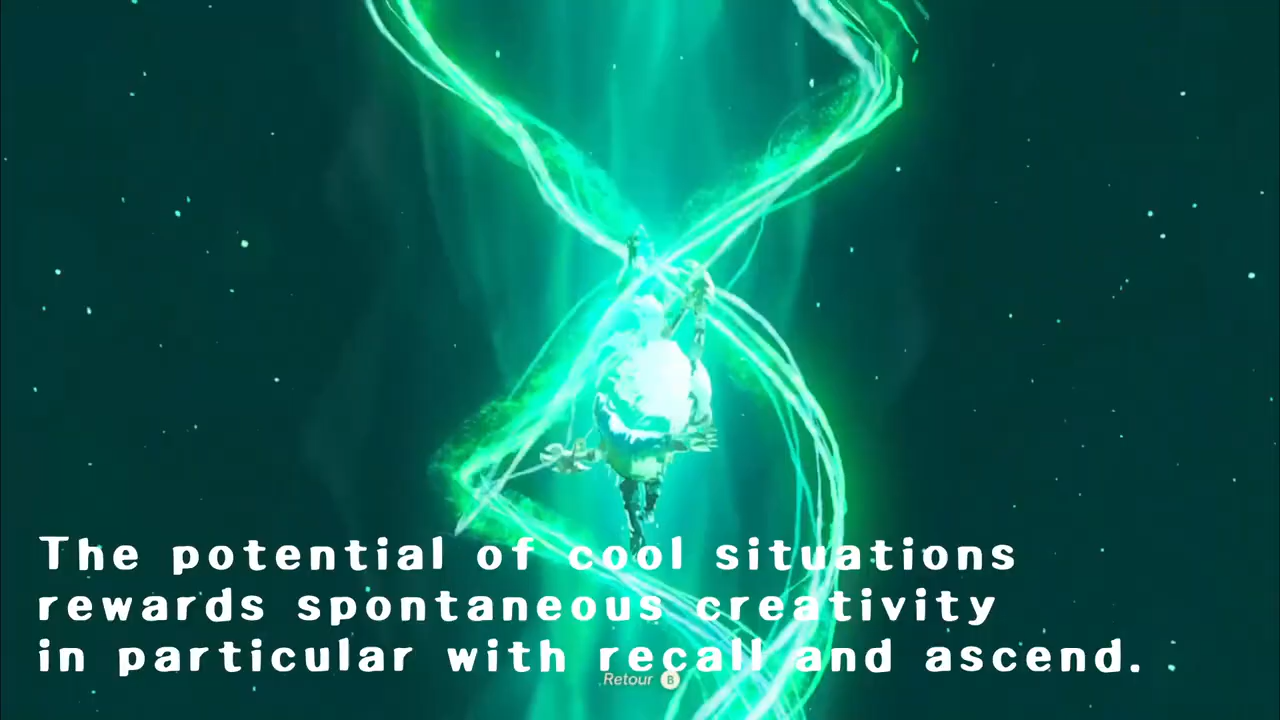 The potential of cool situations
rewards spontaneous creativity
in particular with recall and ascend.
Retour B